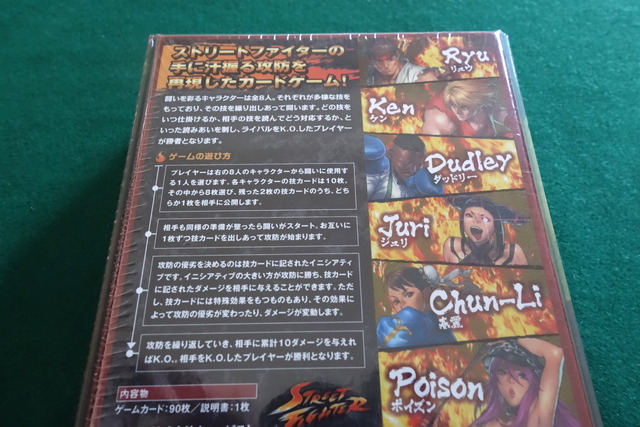 ストリートファイターの
手に汗握る攻防を
再現したカードゲーム!
闘いを彩るキャラクターは全8人。それぞれが多様な技を
もっており、その技を繰り出しあって闘います。どの技を
いつ仕掛けるか、相手の技を読んでどう対応するか、と
いった読みあいを制し、ライバルをK.O.したプレイヤー
が勝者となります。
ゲームの遊び方
プレイヤーは右の8人のキャラクターから闘いに使用す
る1人を選びます。各キャラクターの技カードは10枚。
その中から8枚選び、残った2枚の技カードのうち、どち
らか1枚を相手に公開します。
相手も同様の準備が整ったら闘いがスタート。お互いに
1枚ずつ技カードを出しあって攻防が始まります。
攻防の優劣を決めるのは技カードに記されたイニシアティ
ブです。イニシアティブの大きい方が攻防に勝ち、技カード
に記されたダメージを相手に与えることができます。ただ
し、技カードには特殊効果をもつものもあり、その効果に
よって攻防の優劣が変わったり、ダメージが変動します。
攻防を繰り返していき、相手に累計10ダメージを与えれ
ばK.O.。相手をK.O.したプレイヤーが勝利となります。
内容物
ゲームカード:90枚/説明書:1枚
STREET
FIGHTER
Ryu
リュウ
Ken
ケン
Dudley
ダッドリー
Juri
ジュリ
Chun-Li
春麗
Poison
ポイズン